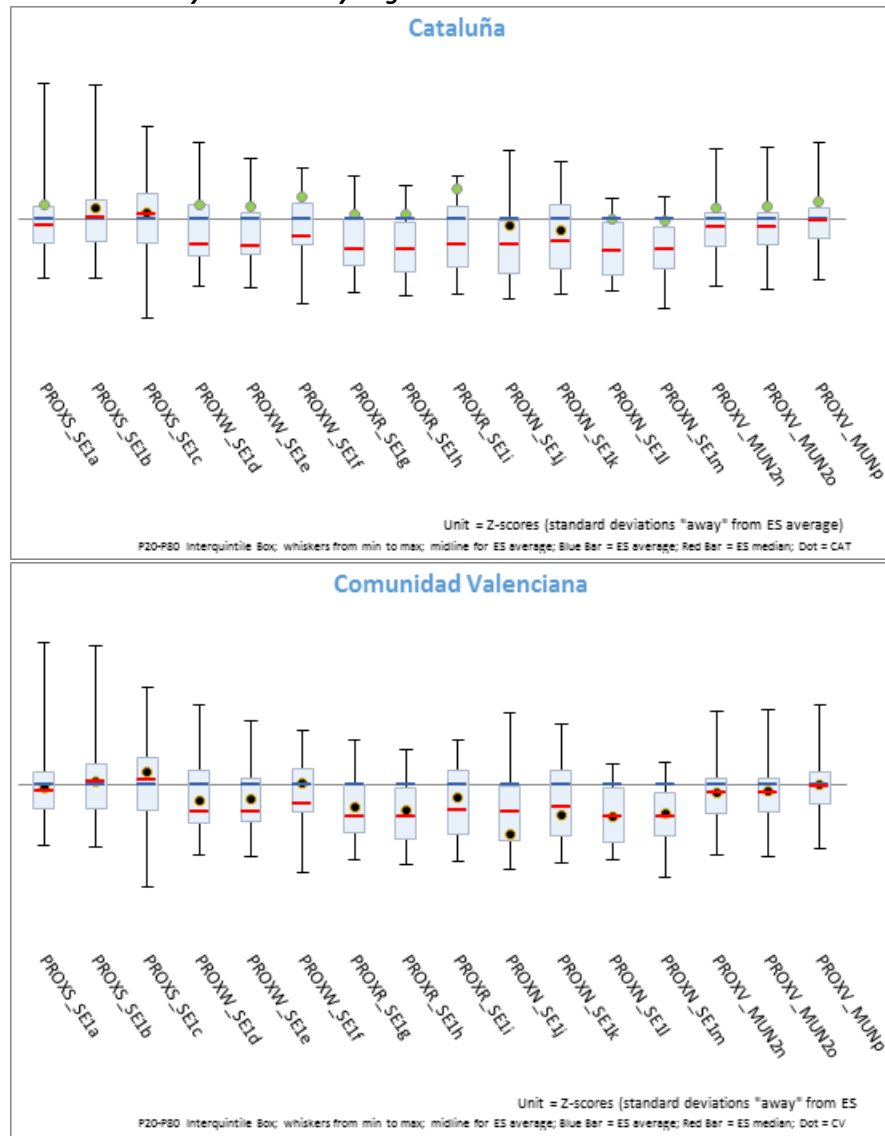 Cataluña
PROXS_SE1a
PROXS_SE1b
PROXS_SE1c
PROXW_SE1d
PROXW_SE1e
PROXW_SE1f
PROXR_SE1g
PROXR_SE1h
PROXR_SE1i
PROXN_SE1j
PROXN_SE1k
PROXN_SE1l
PROXN_SE1m
PROXV_MUN2n
PROXV_MUN2o
PROXV_MUNp
Unit = Z-scores (standard deviations "away" from ES average)
P20-P80 Interquintile Box; whiskers from min to max; midline for ES average; Blue Bar = ES average; Red Bar = ES median; Dot = CAT
Comunidad Valenciana
PROXS_SE1a
PROXS_SE1b
PROXS_SE1c
PROXW_SE1d
PROXW_SE1e
PROXW_SE1f
PROXR_SE1g
PROXR_SE1h
PROXR_SE1i
PROXN_SE1j
PROXN_SE1k
PROXN_SE1l
PROXN_SE1m
PROXV_MUN2n
PROXV_MUN2o
PROXV_MUNp
Unit = Z-scores (standard deviations "away" from ES
P20-P80 Interquintile Box; whiskers from min to max; midline for ES average; Blue Bar = ES average; Red Bar = ES median; Dot = CV